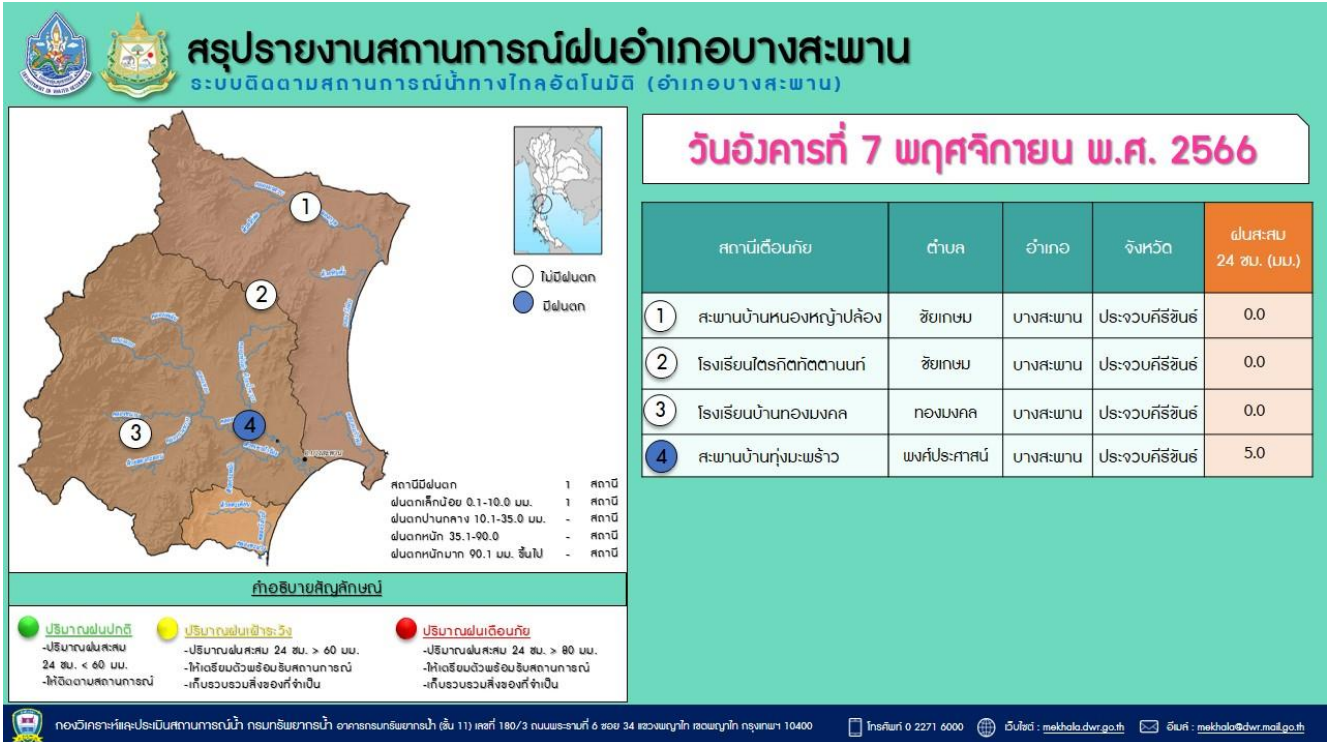 สรุปรายงานสถานการณ์ฝนอำเภอบางสะพาน
ระบบติดตามสถานการณ์น้ำทางไกลอัตโนมัติ (อำเภอบางสะพาน)
วันอังคารที่ 7 พฤศจิกายน พ.ศ. 2566
ไม่มีฝนตก
มีฝนตก
1
2
3
4
สถานีเตือนภัย ตำบล อำเภอ จังหวัด ฝนสะสม
24 ชม. (มม.)
1 สะพานบ้านหนองหญ้าปล้อง ชัยเกษม บางสะพาน ประจวบคีรีขันธ์ 0.0
2 โรงเรียนไตรกิตทัตตานนท์ ชัยเกษม บางสะพาน ประจวบคีรีขันธ์ 0.0
3 โรงเรียนบ้านทองมงคล ทองมงคล บางสะพาน ประจวบคีรีขันธ์ 0.0
4 สะพานบ้านทุ่งมะพร้าว พงศ์ประศาสน์ บางสะพาน ประจวบคีรีขันธ์ 5.0
สถานีมีฝนตก 1 สถานี
ฝนตกเล็กน้อย 0.1-10.0 มม. 1 สถานี
ฝนตกปานกลาง 10.1-35.0 มม. - สถานี
ฝนตกหนัก 35.1-90.0 - สถานี
ฝนตกหนักมาก 90.1 มม. ขึ้นไป - สถานี
คำอธิบายสัญลักษณ์
ปริมาณฝนปกติ
-ปริมาณฝนสะสม
24 ชม. < 60 มม.
-ให้ติดตามสถานการณ์
ปริมาณฝนเฝ้าระวัง
-ปริมาณฝนสะสม 24 ชม. > 60 มม.
-ให้เตรียมตัวพร้อมรับสถานการณ์
-เก็บรวบรวมสิ่งของที่จำเป็น
ปริมาณฝนเตือนภัย
-ปริมาณฝนสะสม 24 ชม. > 80 มม.
-ให้เตรียมตัวพร้อมรับสถานการณ์
-เก็บรวบรวมสิ่งของที่จำเป็น
กองวิเคราะห์และประเมินสถานการณ์น้ำ กรมทรัพยากรน้ำ อาคารกรมทรัพยากรน้ำ (ชั้น 11) เลขที่ 180/3 ถนนพระรามที่ 6 ซอย 34 แขวงพญาไท เขตพญาไท กรุงเทพฯ 10400 โทรศัพท์ 0 2271 6000 เว็บไซต์ : mekhala.dwr.go.th อีเมล์ : mekhala@dwr.mail.go.th